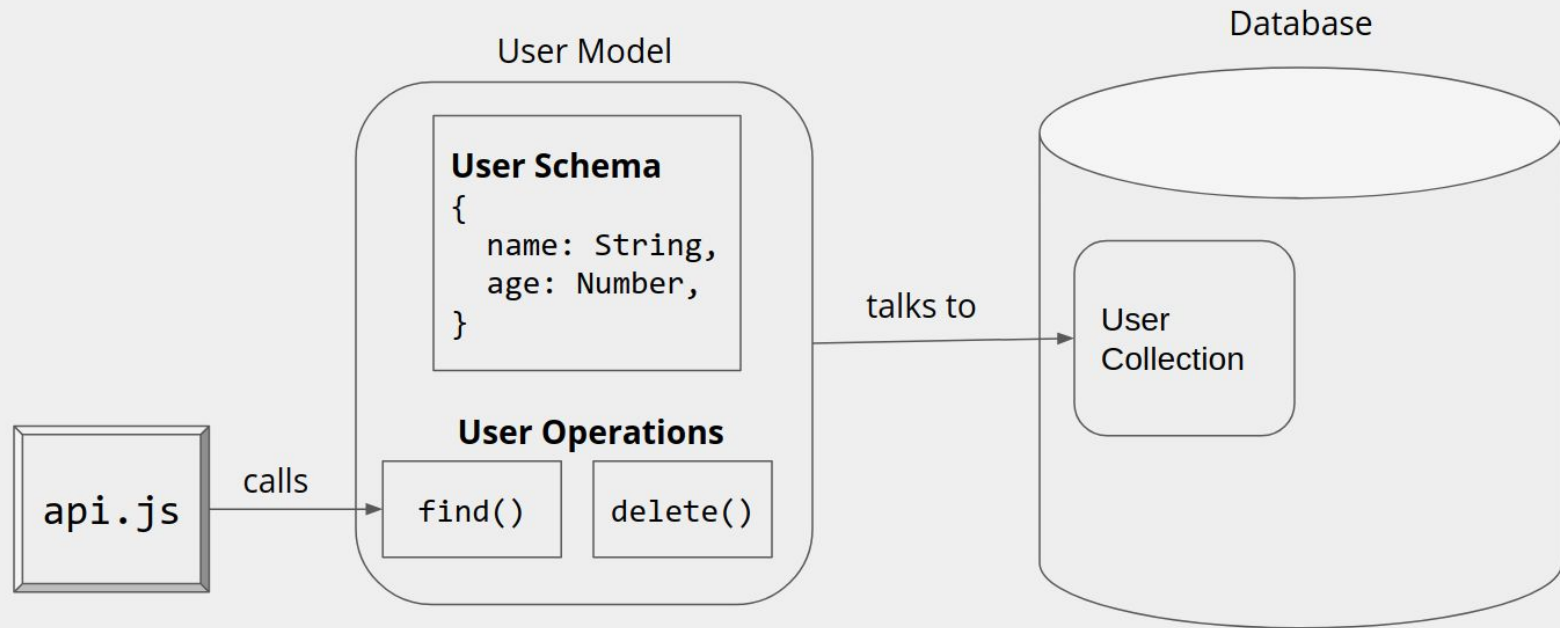 Database
User Model
User Schema
{
name: String,
age: Number,
}
talks to
User
Collection
User Operations
calls
api.js
find()
delete()